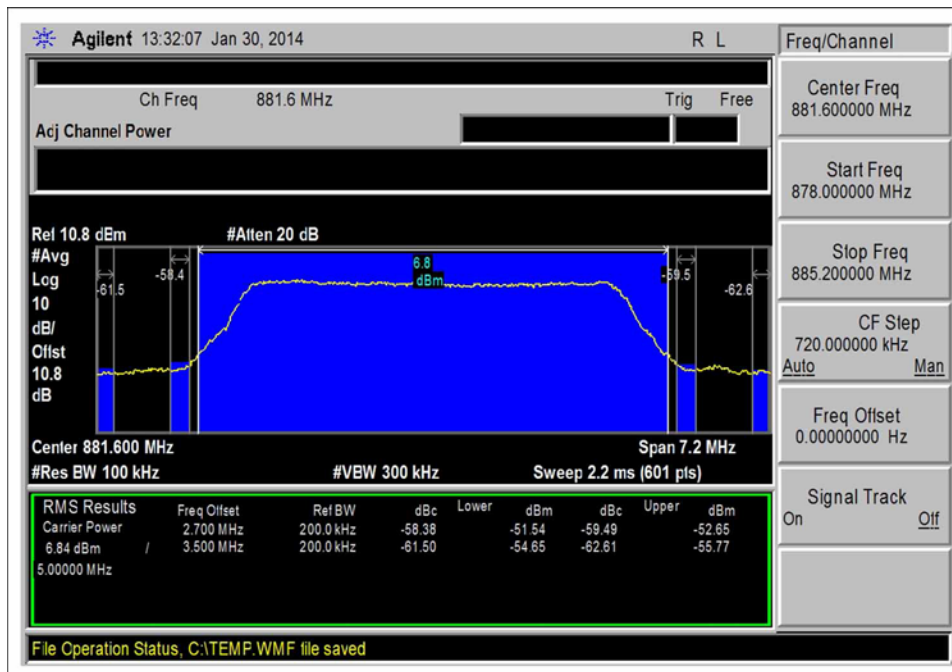 Agilent 13:32:07 Jan 30, 2014 R L
Ch Freq 881.6 MHz Trig Free
Adj Channel Power
Ref 10.8 dBm #Atten 20 dB
#Avg
Log
10
dB/
Offst
10.8
dB
-61.5 -58.4 6.8 dBm -59.5 -62.6
Center 881.600 MHz Span 7.2 MHz
#Res BW 100 kHz #VBW 300 kHz Sweep 2.2 ms (601 pts)
RMS Results Freq Offset Ref BW dBc Lower dBm dBc Upper dBm
Carrier Power 2.700 MHz 200.0 kHz -58.38 -51.54 -59.49 -52.65
6.84 dBm / 3.500 MHz 200.0 kHz -61.50 -54.65 -62.61 -55.77
5.00000 MHz
File Operation Status, C:\TEMP.WMF file saved
Freq/Channel
Center Freq
881.600000 MHz
Start Freq
878.000000 MHz
Stop Freq
885.200000 MHz
CF Step
720.000000 kHz
Auto Man
Freq Offset
0.00000000 Hz
Signal Track
On Off